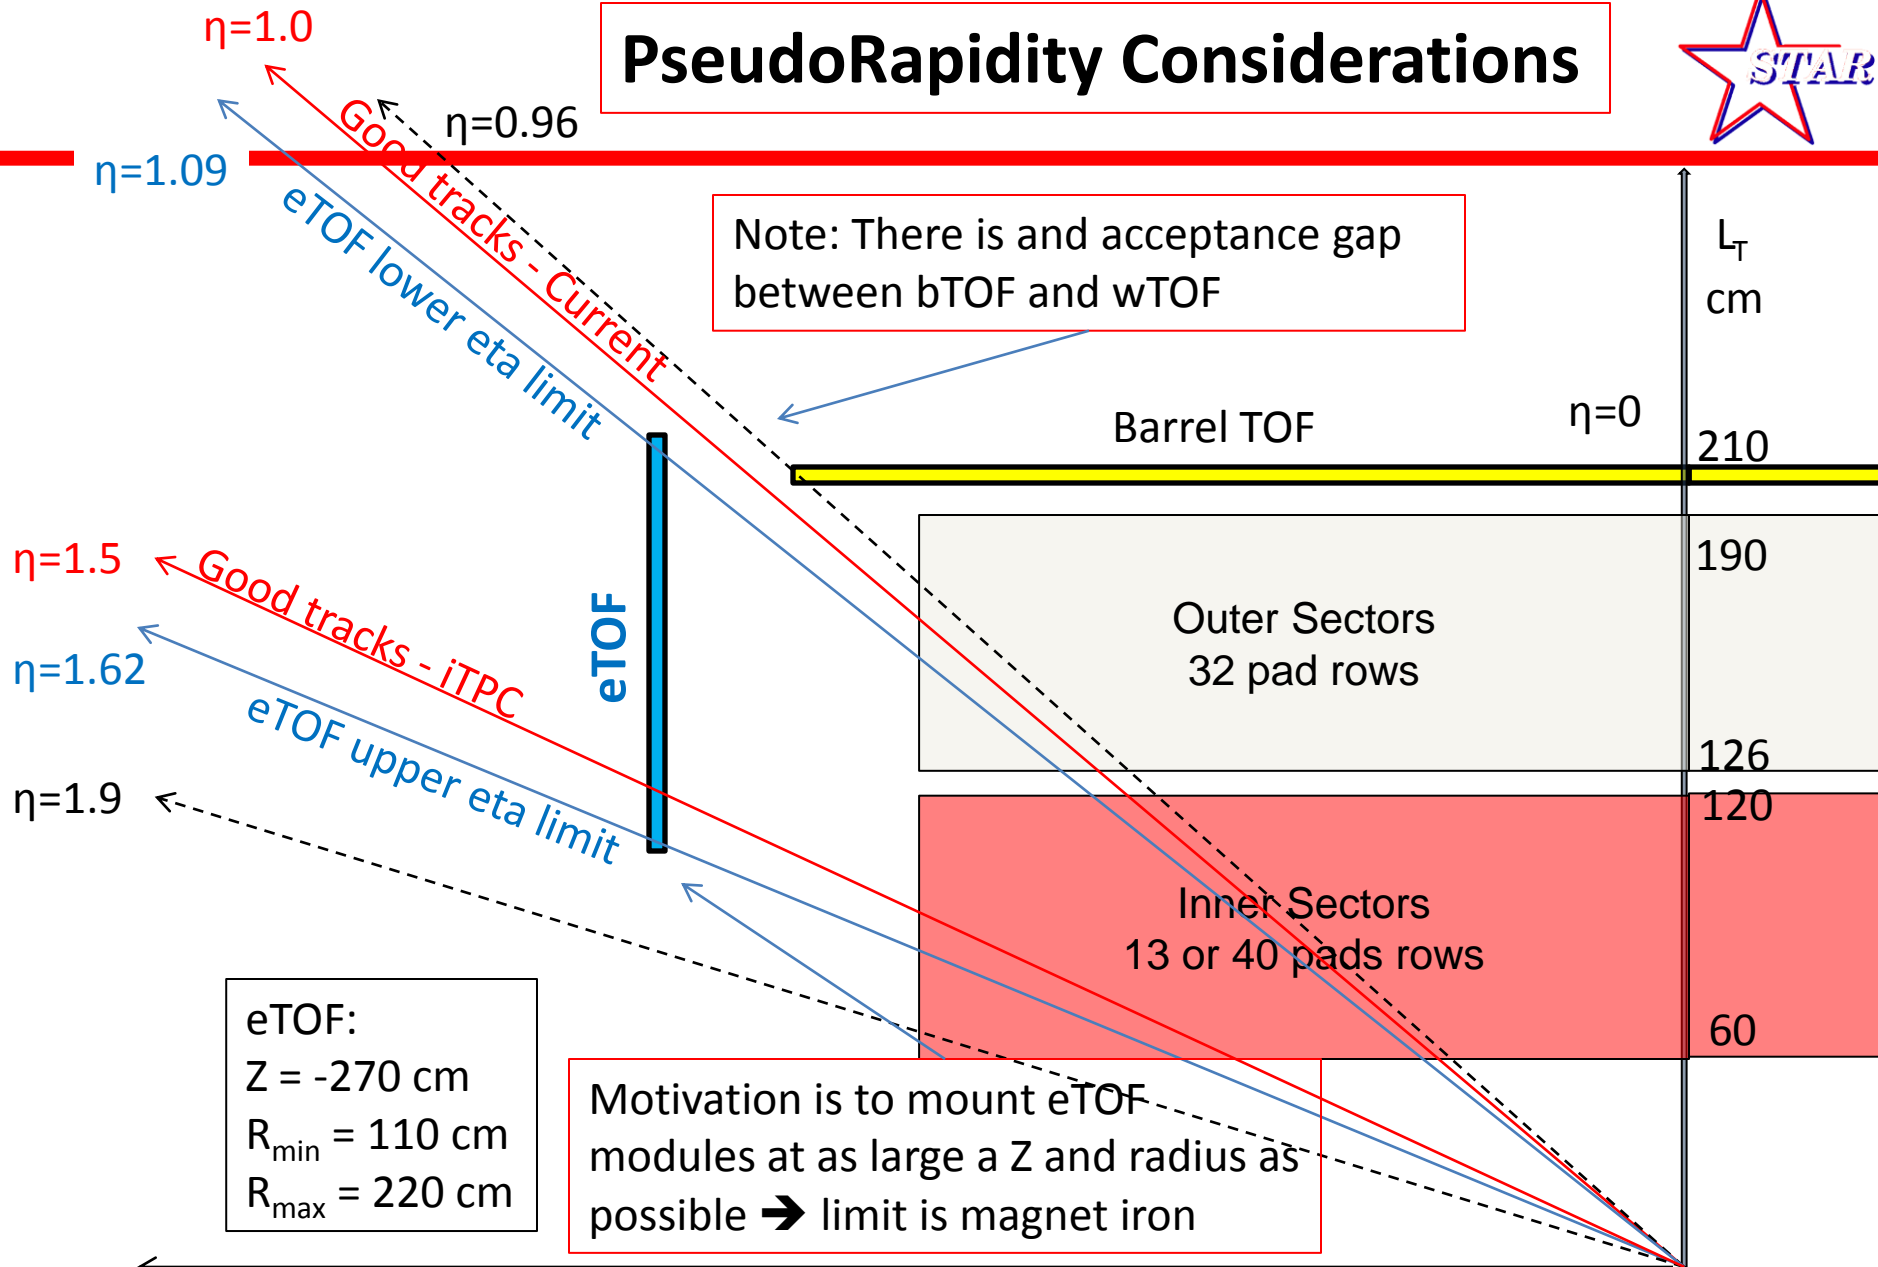 η=1.0
PseudoRapidity Considerations
STAR
η=0.96
η=1.09
Good tracks - Current
eTOF lower eta limit
Note: There is and acceptance gap
between bTOF and wTOF
L_T
cm
η=0
Barrel TOF
210
190
η=1.5
Good tracks - iTPC
eTOF
Outer Sectors
32 pad rows
η=1.62
eTOF upper eta limit
126
η=1.9
120
Inner Sectors
13 or 40 pads rows
60
eTOF:
Z = -270 cm
R_min = 110 cm
R_max = 220 cm
Motivation is to mount eTOF
modules at as large a Z and radius as
possible ➔ limit is magnet iron